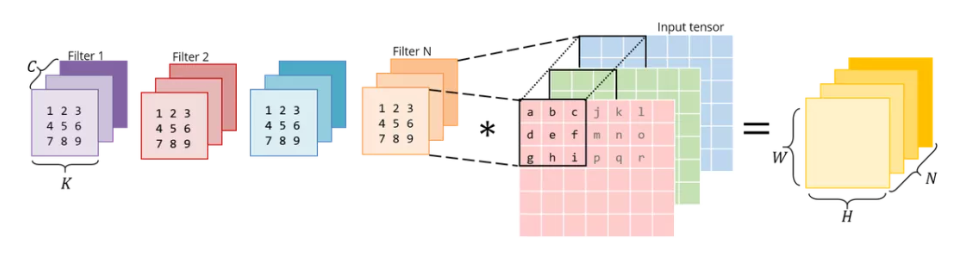 Input tensor
Filter 1
Filter 2
Filter N
C
1 2 3
4 5 6
7 8 9
K
1 2 3
4 5 6
7 8 9
1 2 3
4 5 6
7 8 9
1 2 3
4 5 6
7 8 9
*
a b c j k l
d e f m n o
g h i p q r
=
W
H
N